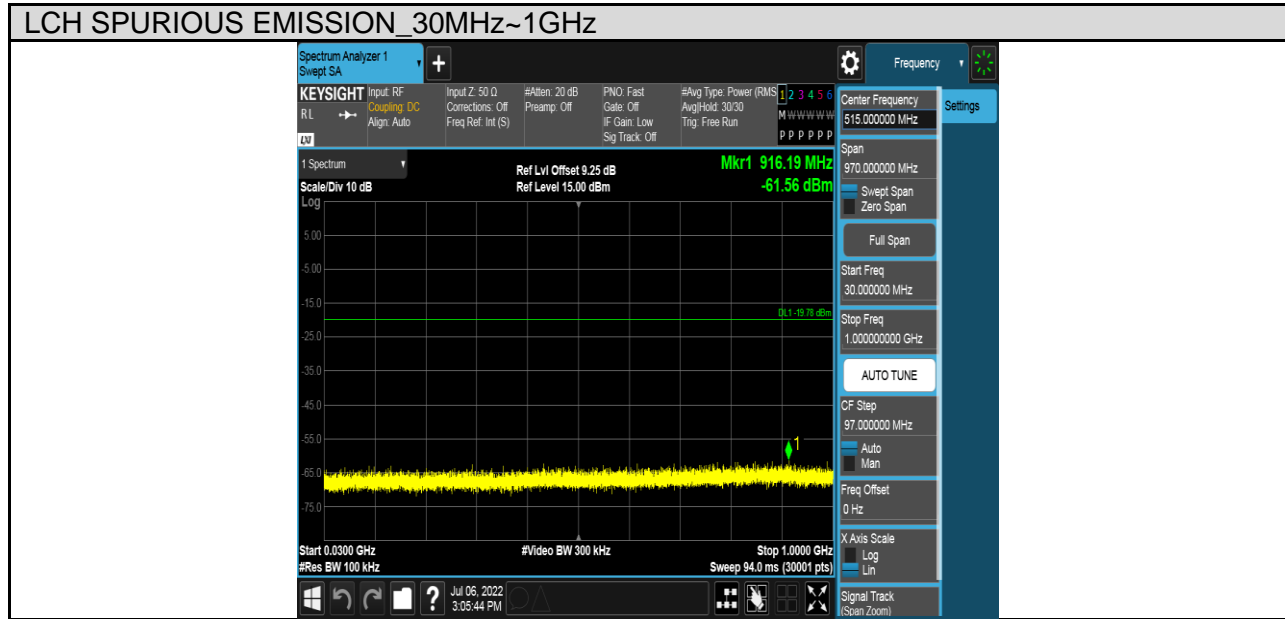 LCH SPURIOUS EMISSION_30MHz~1GHz
Spectrum Analyzer 1
Swept SA
+
Frequency
KEYSIGHT
RL
LXI
Input: RF
Coupling: DC
Align: Auto
Input Z: 50 Ω
Corrections: Off
Freq Ref: Int (S)
#Atten: 20 dB
Preamp: Off
PNO: Fast
Gate: Off
IF Gain: Low
Sig Track: Off
#Avg Type: Power (RMS
Avg|Hold: 30/30
Trig: Free Run
1 2 3 4 5 6
M W W W W W
P P P P P P
1 Spectrum
Scale/Div 10 dB
Log
Ref Lvl Offset 9.25 dB
Ref Level 15.00 dBm
Mkr1 916.19 MHz
-61.56 dBm
5.00
-5.00
-15.0
DL1 -19.78 dBm
-25.0
-35.0
-45.0
-55.0
1
-65.0
-75.0
Start 0.0300 GHz
#Res BW 100 kHz
#Video BW 300 kHz
Stop 1.0000 GHz
Sweep 94.0 ms (30001 pts)
?
Jul 06, 2022
3:05:44 PM
Center Frequency
515.000000 MHz
Settings
Span
970.000000 MHz
Swept Span
Zero Span
Full Span
Start Freq
30.000000 MHz
Stop Freq
1.000000000 GHz
AUTO TUNE
CF Step
97.000000 MHz
Auto
Man
Freq Offset
0 Hz
X Axis Scale
Log
Lin
Signal Track
(Span Zoom)